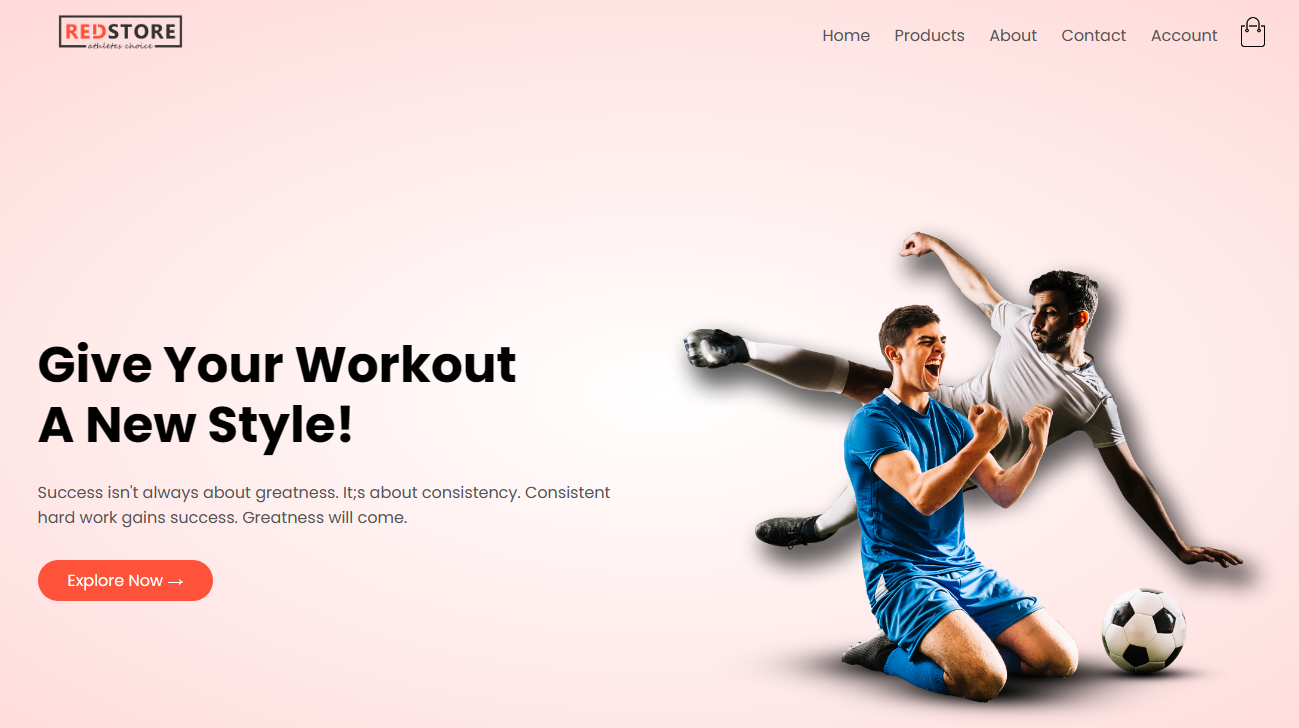 REDSTORE
athletes choice
Home Products About Contact Account
Give Your Workout
A New Style!
Success isn't always about greatness. It;s about consistency. Consistent
hard work gains success. Greatness will come.
Explore Now →